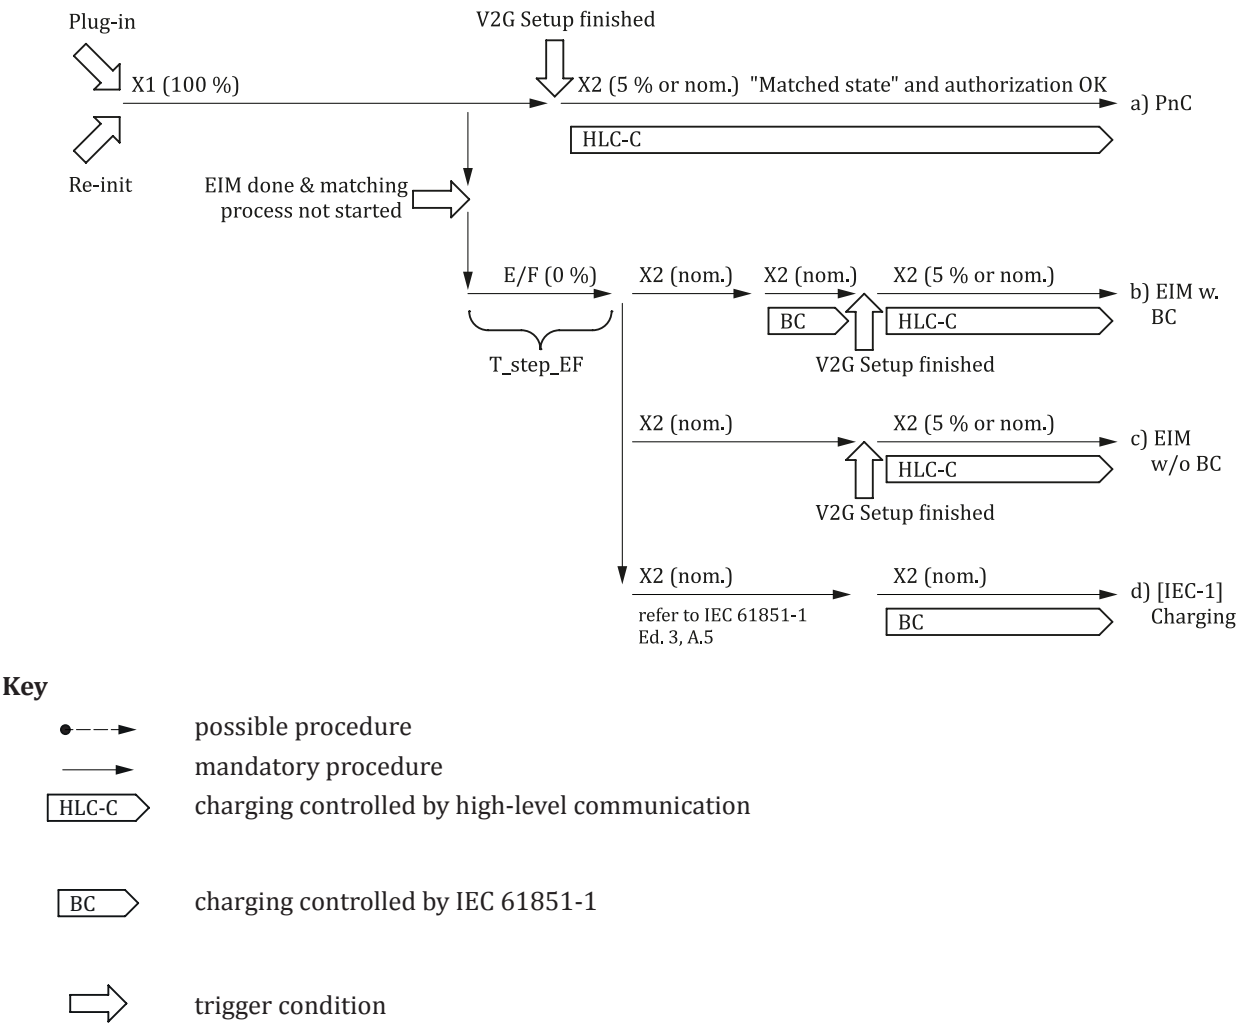 Plug-in
V2G Setup finished
X1 (100 %)
X2 (5 % or nom.) "Matched state" and authorization OK
a) PnC
HLC-C
Re-init
EIM done & matching
process not started
E/F (0 %)
X2 (nom.)
X2 (nom.)
X2 (5 % or nom.)
b) EIM w.
BC
BC
HLC-C
T_step_EF
V2G Setup finished
X2 (nom.)
X2 (5 % or nom.)
c) EIM
w/o BC
HLC-C
V2G Setup finished
X2 (nom.)
X2 (nom.)
d) [IEC-1]
Charging
refer to IEC 61851-1
Ed. 3, A.5
BC
Key
possible procedure
mandatory procedure
HLC-C charging controlled by high-level communication
BC charging controlled by IEC 61851-1
trigger condition